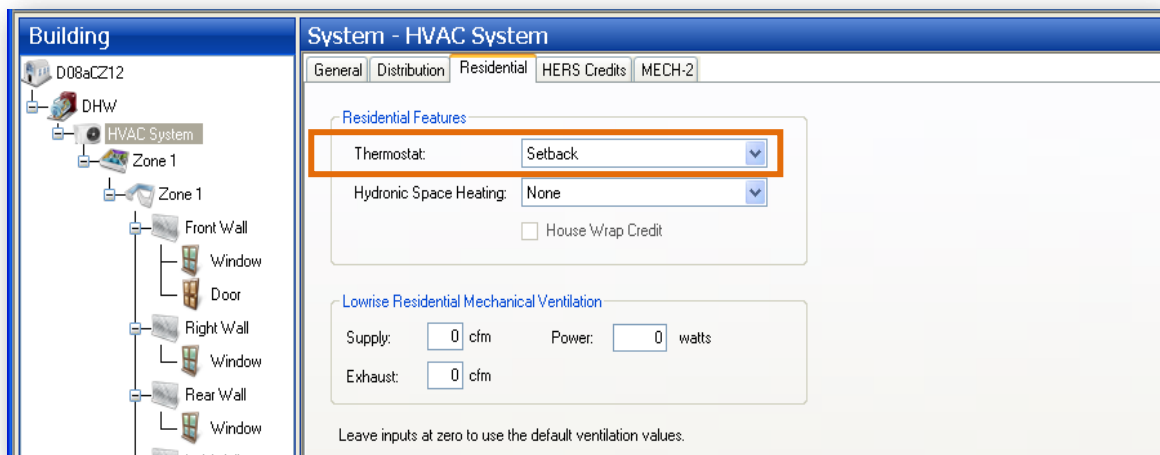 Building
D08aCZ12
DHW
HVAC System
Zone 1
Zone 1
Front Wall
Window
Door
Right Wall
Window
Rear Wall
Window
System - HVAC System
General Distribution Residential HERS Credits MECH-2
Residential Features
Thermostat: Setback
Hydronic Space Heating: None
House Wrap Credit
Lowrise Residential Mechanical Ventilation
Supply: 0 cfm Power: 0 watts
Exhaust: 0 cfm
Leave inputs at zero to use the default ventilation values.